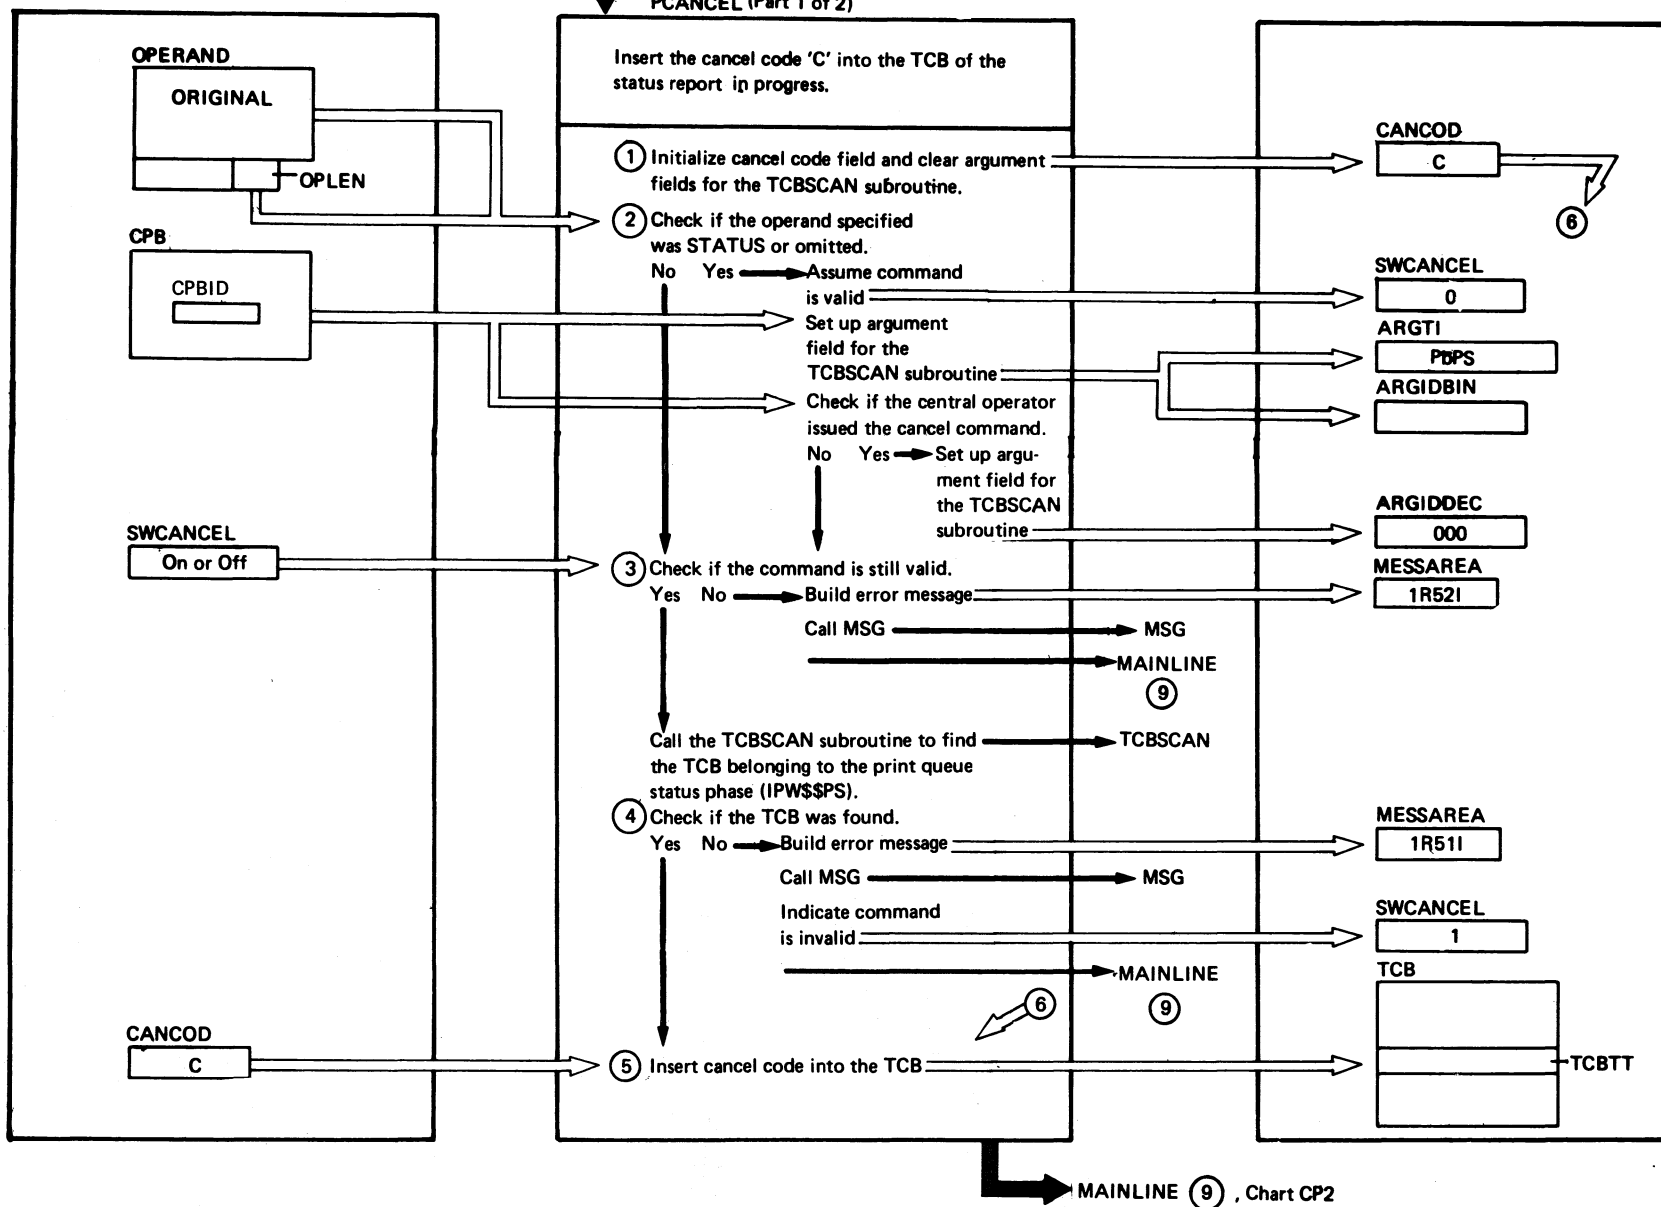 PCANCEL (Part 1 of 2)
Insert the cancel code 'C' into the TCB of the
status report in progress.
OPERAND
ORIGINAL
OPLEN
CPB
CPBID
SWCANCEL
On or Off
CANCOD
C
1 Initialize cancel code field and clear argument
fields for the TCBSCAN subroutine.
2 Check if the operand specified
was STATUS or omitted.
No Yes Assume command
is valid
Set up argument
field for the
TCBSCAN subroutine
Check if the central operator
issued the cancel command.
No Yes Set up argu-
ment field for
the TCBSCAN
subroutine
3 Check if the command is still valid.
Yes No Build error message
Call MSG MSG
MAINLINE
9
Call the TCBSCAN subroutine to find TCBSCAN
the TCB belonging to the print queue
status phase (IPW$$PS).
4 Check if the TCB was found.
Yes No Build error message
Call MSG MSG
Indicate command
is invalid
MAINLINE
9
6
5 Insert cancel code into the TCB
CANCOD
C
6
SWCANCEL
0
ARGTI
PbPS
ARGIDBIN
ARGIDDEC
000
MESSAREA
1R52I
MESSAREA
1R51I
SWCANCEL
1
TCB
TCBTT
MAINLINE 9 , Chart CP2